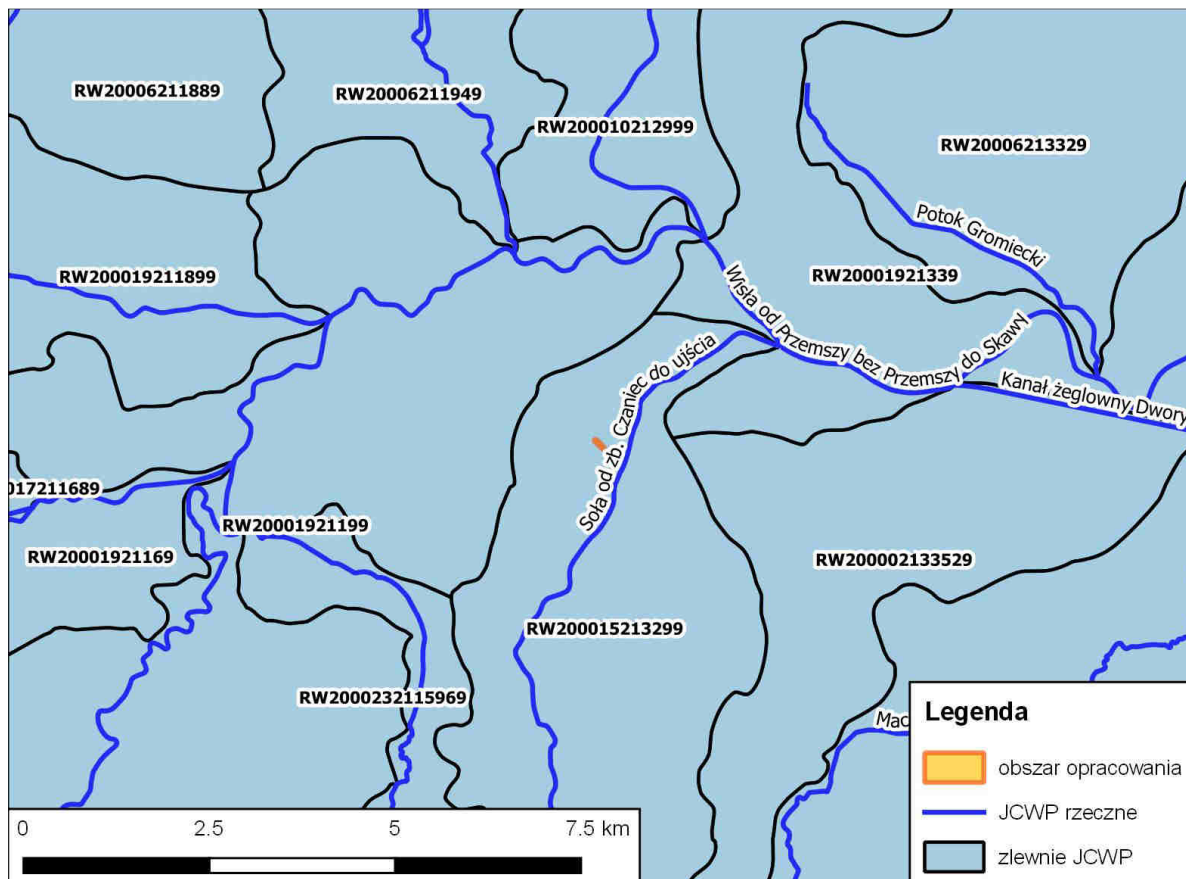 RW20006211889
RW20006211949
RW200010212999
RW20006213329
Potok Gromiecki
RW200019211899
RW20001921339
Wisła od Przemszy bez Przemszy do Skawy
Kanał żeglowny Dwory
Soła od zb. Czaniec do ujścia
017211689
RW20001921199
RW20001921169
RW200002133529
RW200015213299
RW2000232115969
Mac
Legenda
obszar opracowania
JCWP rzeczne
zlewnie JCWP
0 2.5 5 7.5 km